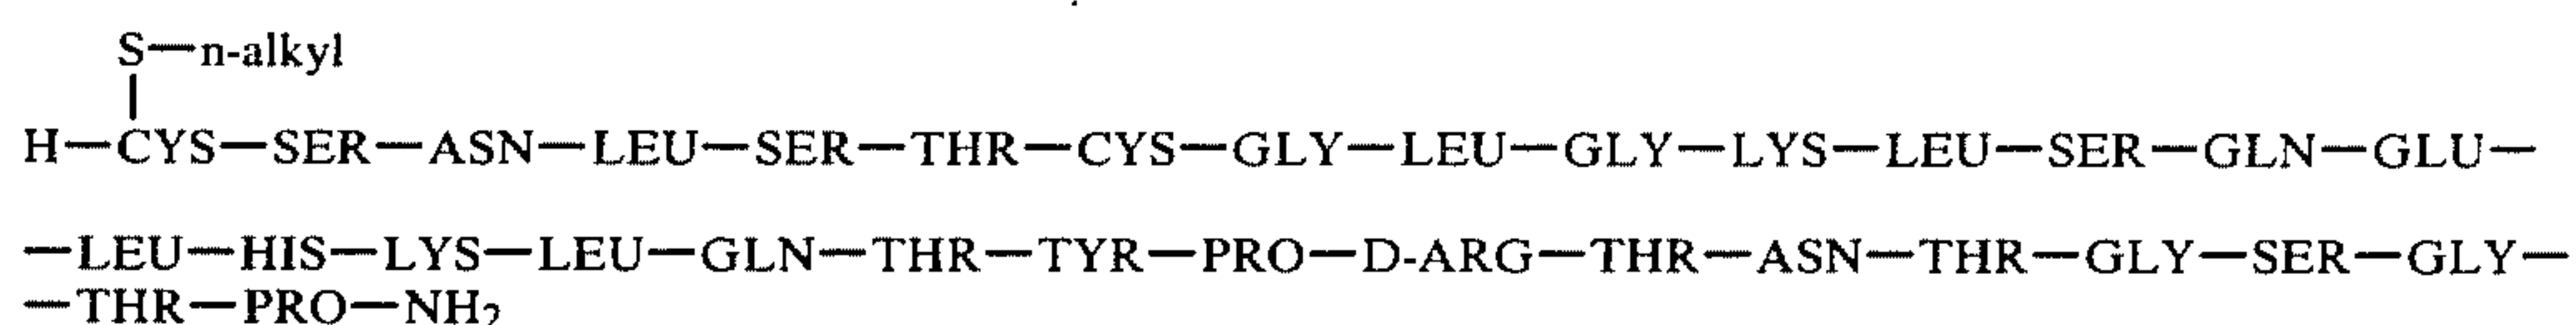 S—n-alkyl
H—CYS—SER—ASN—LEU—SER—THR—CYS—GLY—LEU—GLY—LYS—LEU—SER—GLN—GLU—
—LEU—HIS—LYS—LEU—GLN—THR—TYR—PRO—D-ARG—THR—ASN—THR—GLY—SER—GLY—
—THR—PRO—NH₂